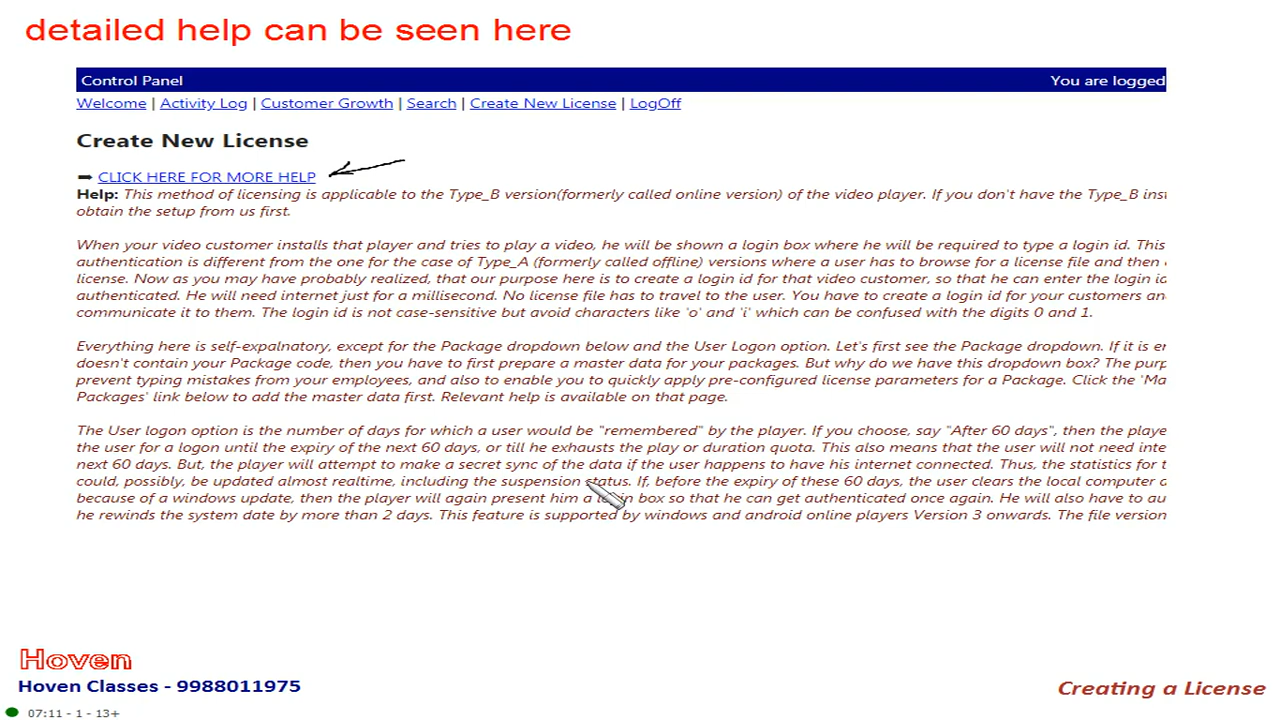 detailed help can be seen here
Control Panel You are logged
Welcome | Activity Log | Customer Growth | Search | Create New License | LogOff
Create New License
➡ CLICK HERE FOR MORE HELP
Help: This method of licensing is applicable to the Type_B version(formerly called online version) of the video player. If you don't have the Type_B
obtain the setup from us first.
When your video customer installs that player and tries to play a video, he will be shown a login box where he will be required to type a login id. This
authentication is different from the one for the case of Type_A (formerly called offline) versions where a user has to browse for a license file and then
license. Now as you may have probably realized, that our purpose here is to create a login id for that video customer, so that he can enter the login
authenticated. He will need internet just for a millisecond. No license file has to travel to the user. You have to create a login id for your customers
communicate it to them. The login id is not case-sensitive but avoid characters like 'o' and 'i' which can be confused with the digits 0 and 1.
Everything here is self-expalnatory, except for the Package dropdown below and the User Logon option. Let's first see the Package dropdown. If it is
doesn't contain your Package code, then you have to first prepare a master data for your packages. But why do we have this dropdown box? The
prevent typing mistakes from your employees, and also to enable you to quickly apply pre-configured license parameters for a Package. Click the
Packages' link below to add the master data first. Relevant help is available on that page.
The User logon option is the number of days for which a user would be "remembered" by the player. If you choose, say "After 60 days", then the
the user for a logon until the expiry of the next 60 days, or till he exhausts the play or duration quota. This also means that the user will not need
next 60 days. But, the player will attempt to make a secret sync of the data if the user happens to have his internet connected. Thus, the statistics for
could, possibly, be updated almost realtime, including the suspension status. If, before the expiry of these 60 days, the user clears the local computer
because of a windows update, then the player will again present him a login box so that he can get authenticated once again. He will also have to
he rewinds the system date by more than 2 days. This feature is supported by windows and android online players Version 3 onwards. The file version
Hoven
Hoven Classes - 9988011975
Creating a License
07:11 - 1 - 13+